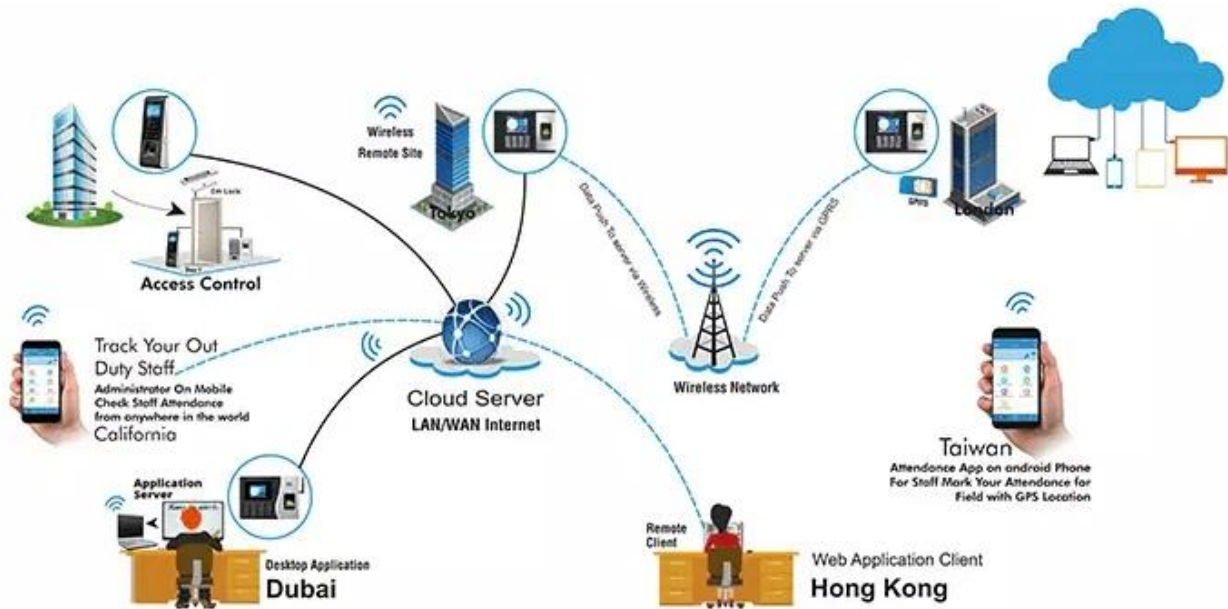 Wireless
Remote Site
Tokyo
GPRS
London
Em Lock
Access Control
Data Push To server via Wireless
Data Push To server via GPRS
Wireless Network
Track Your Out
Duty Staff
Administrator On Mobile
Check Staff Attendance
from anywhere in the world
California
Cloud Server
LAN/WAN Internet
Taiwan
Attendance App on android Phone
For Staff Mark Your Attendance for
Field with GPS Location
Application
Server
Desktop Application
Dubai
Remote
Client
Web Application Client
Hong Kong